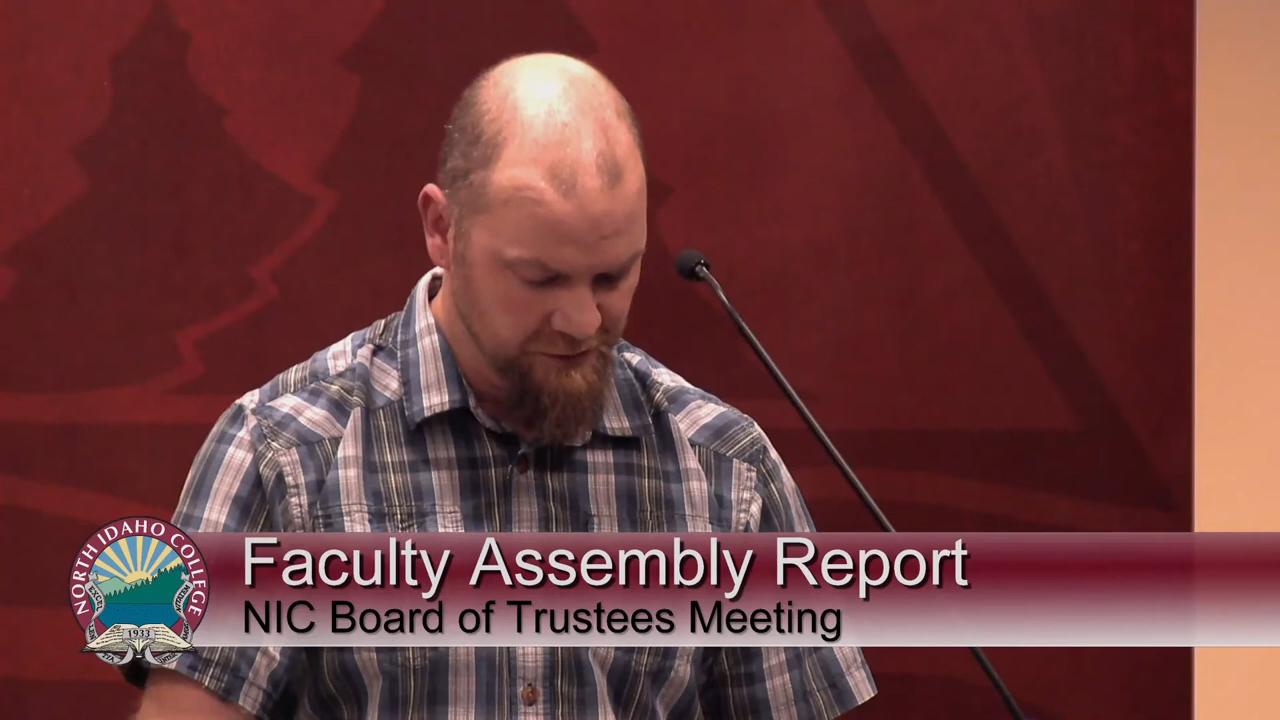 Faculty Assembly Report
NIC Board of Trustees Meeting
NORTH IDAHO COLLEGE
1933